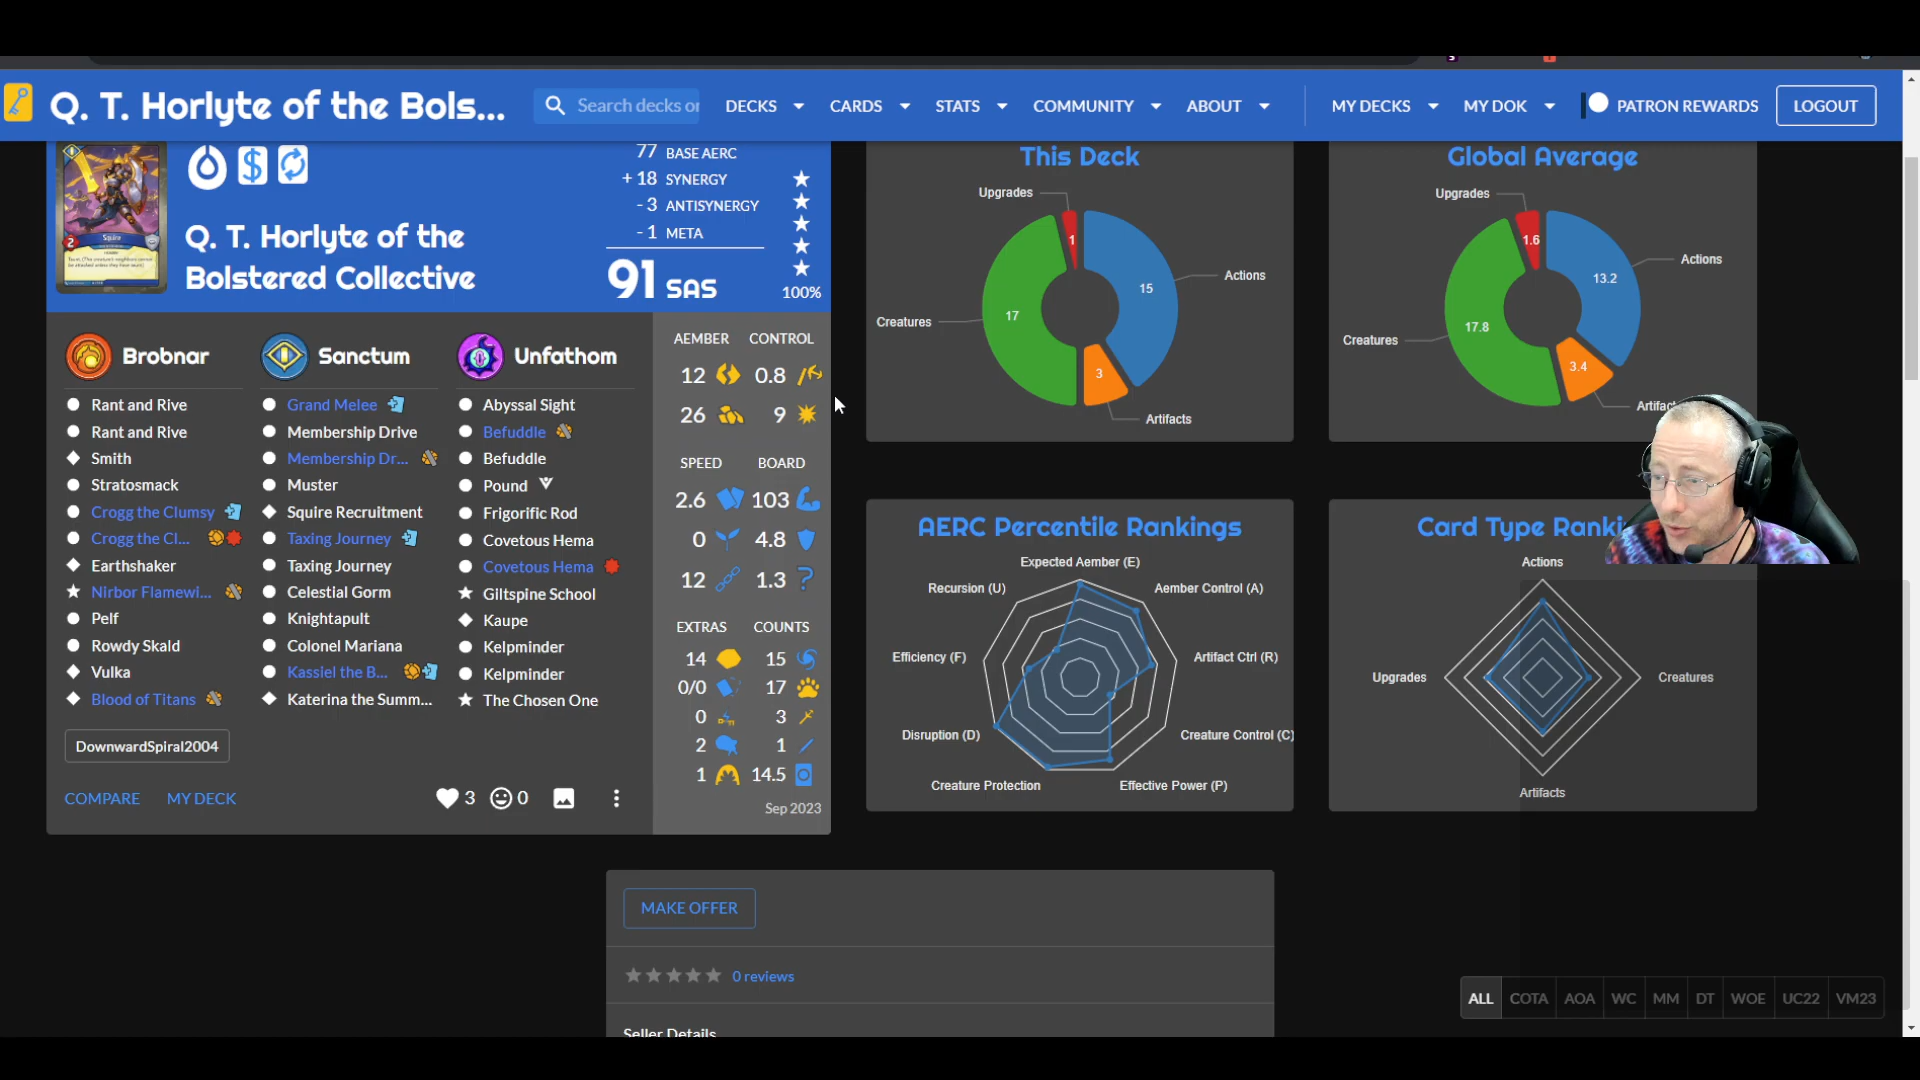 Q. T. Horlyte of the Bols...
Search decks or
DECKS
CARDS
STATS
COMMUNITY
ABOUT
MY DECKS
MY DOK
PATRON REWARDS
LOGOUT
Squire
2
77 BASE AERC
+ 18 SYNERGY
- 3 ANTISYNERGY
- 1 META
91 SAS
100%
Q. T. Horlyte of the
Bolstered Collective
Brobnar
Rant and Rive
Rant and Rive
Smith
Stratosmack
Crogg the Clumsy
Crogg the Cl...
Earthshaker
Nirbor Flamewi...
Pelf
Rowdy Skald
Vulka
Blood of Titans
Sanctum
Grand Melee
Membership Drive
Membership Dr...
Muster
Squire Recruitment
Taxing Journey
Taxing Journey
Celestial Gorm
Knightapult
Colonel Mariana
Kassiel the B...
Katerina the Summ...
Unfathom
Abyssal Sight
Befuddle
Befuddle
Pound
Frigorific Rod
Covetous Hema
Covetous Hema
Giltspine School
Kaupe
Kelpminder
Kelpminder
The Chosen One
DownwardSpiral2004
COMPARE
MY DECK
3
0
AEMBER CONTROL
12 0.8
26 9
SPEED BOARD
2.6 103
0 4.8
12 1.3
EXTRAS COUNTS
14 15
0/0 17
0 3
2 1
1 14.5
Sep 2023
This Deck
Upgrades
1
15
Actions
17
Creatures
3
Artifacts
Global Average
Upgrades
1.6
13.2
Actions
17.8
Creatures
3.4
Artifac
AERC Percentile Rankings
Expected Aember (E)
Recursion (U)
Aember Control (A)
Efficiency (F)
Artifact Ctrl (R)
Disruption (D)
Creature Control (C)
Creature Protection
Effective Power (P)
Card Type Ranki
Actions
Upgrades
Creatures
Artifacts
MAKE OFFER
0 reviews
Seller Details
ALL
COTA
AOA
WC
MM
DT
WOE
UC22
VM23